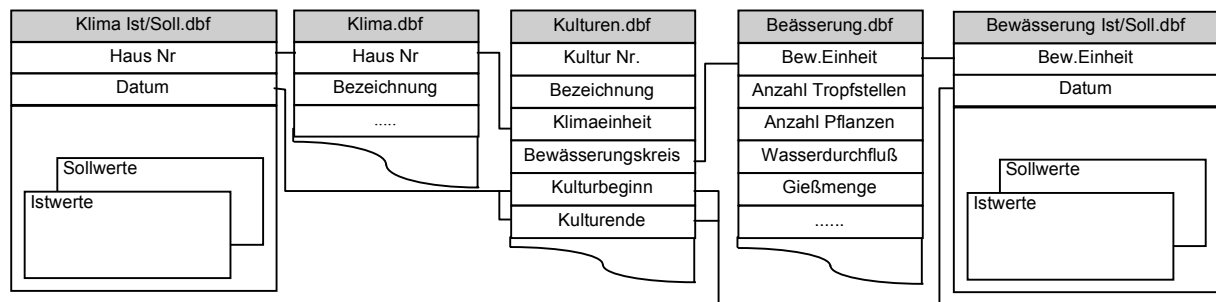 Klima Ist/Soll.dbf
Haus Nr
Datum
Sollwerte
Istwerte
Klima.dbf
Haus Nr
Bezeichnung
.....
Kulturen.dbf
Kultur Nr.
Bezeichnung
Klimaeinheit
Bewässerungskreis
Kulturbeginn
Kulturende
Beässerung.dbf
Bew.Einheit
Anzahl Tropfstellen
Anzahl Pflanzen
Wasserdurchfluß
Gießmenge
......
Bewässerung Ist/Soll.dbf
Bew.Einheit
Datum
Sollwerte
Istwerte